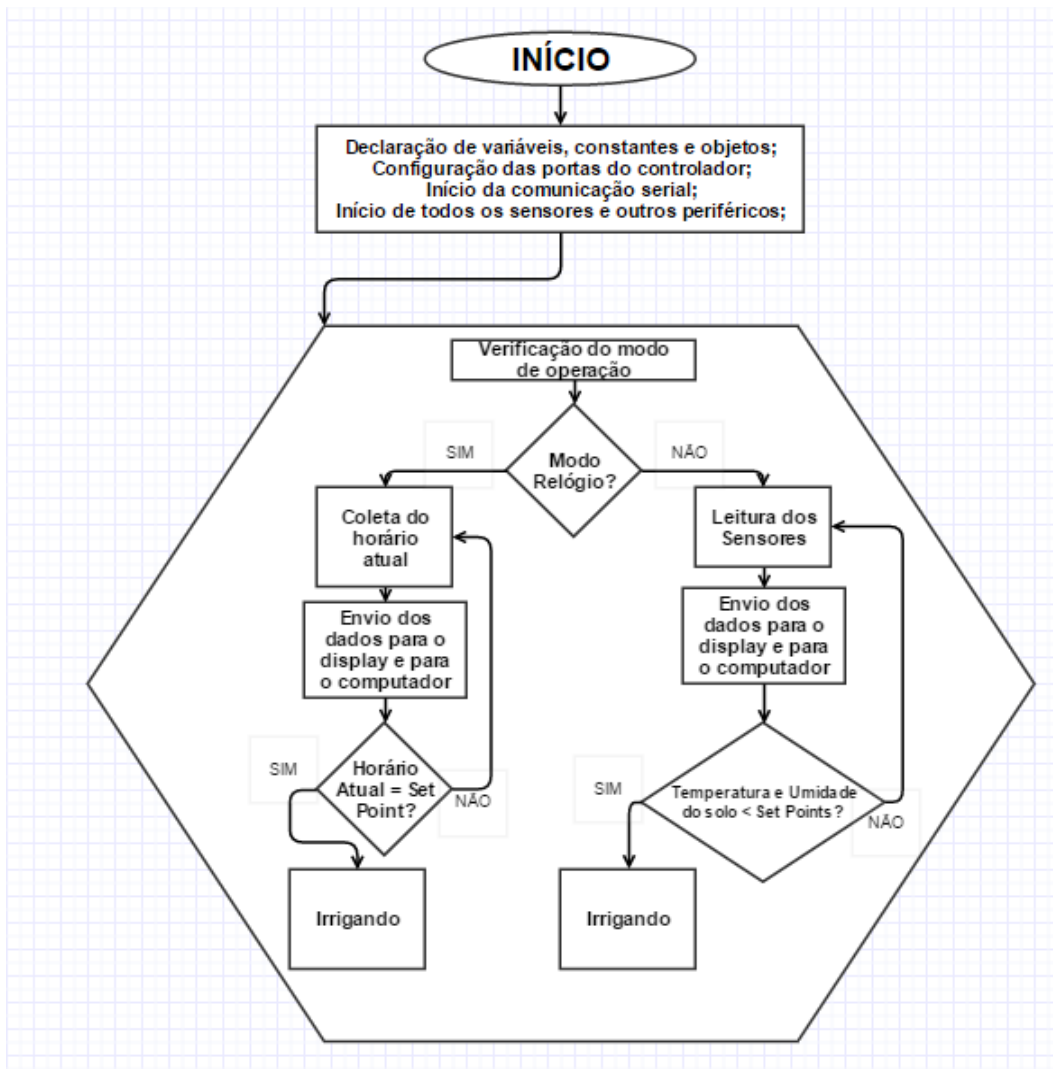 INÍCIO
Declaração de variáveis, constantes e objetos;
Configuração das portas do controlador;
Início da comunicação serial;
Início de todos os sensores e outros periféricos;
Verificação do modo
de operação
SIM
Modo
Relógio?
NÃO
Coleta do
horário
atual
Leitura dos
Sensores
Envio dos
dados para o
display e para
o computador
Envio dos
dados para o
display e para
o computador
SIM
Horário
Atual = Set
Point?
NÃO
SIM
Temperatura e Umidade
do solo < Set Points?
NÃO
Irrigando
Irrigando